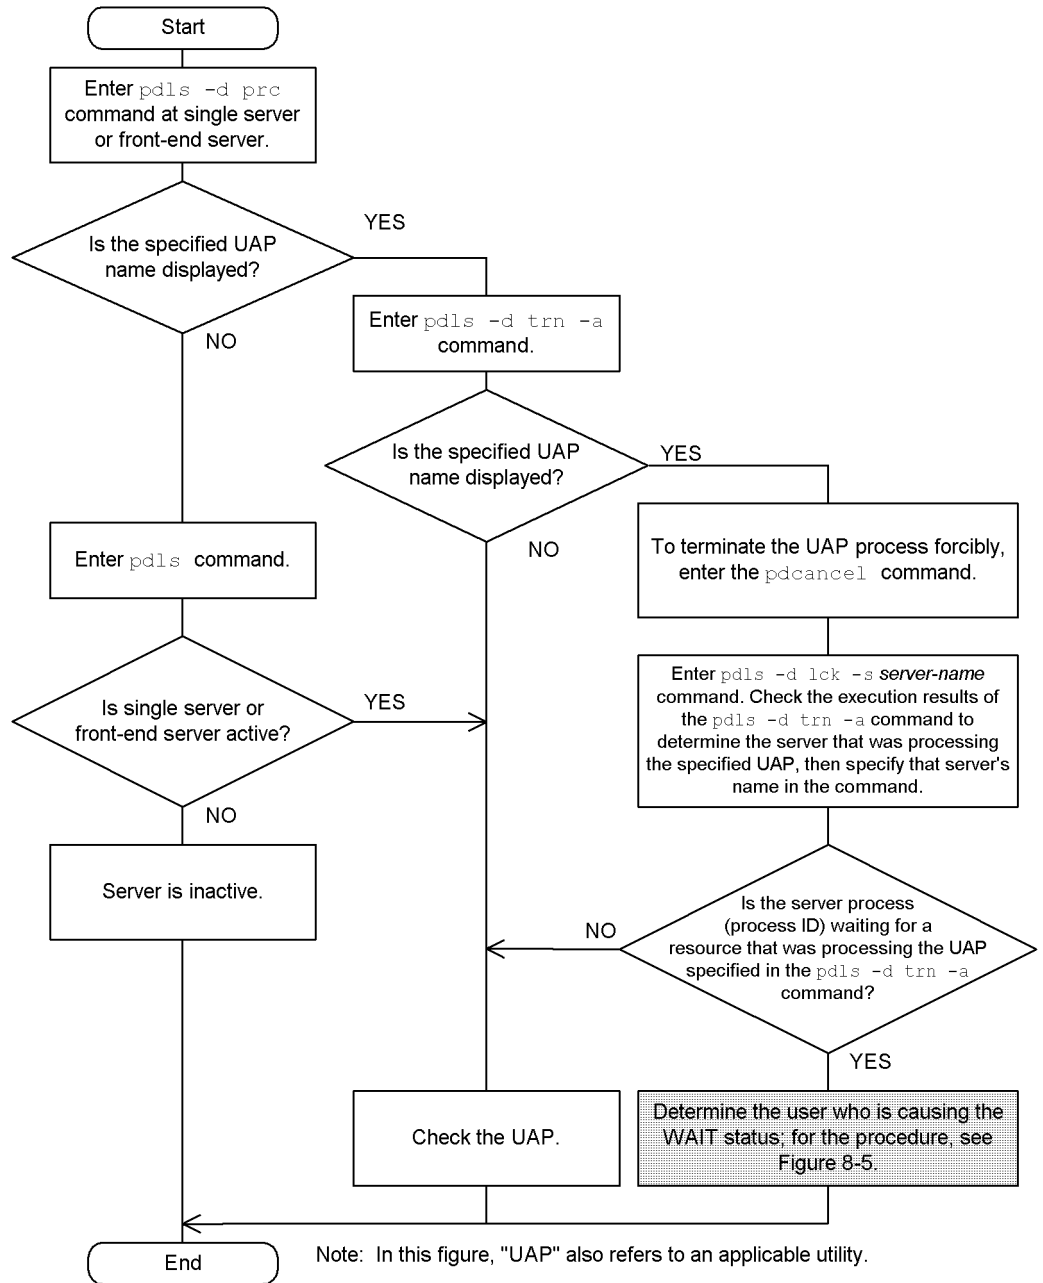 Start
Enter pdls -d prc
command at single server
or front-end server.
YES
Is the specified UAP
name displayed?
NO
Enter pdls -d trn -a
command.
Is the specified UAP
name displayed?
YES
NO
Enter pdls command.
To terminate the UAP process forcibly,
enter the pdcancel command.
Is single server or
front-end server active?
YES
NO
Enter pdls -d lck -s server-name
command. Check the execution results of
the pdls -d trn -a command to
determine the server that was processing
the specified UAP, then specify that server's
name in the command.
Server is inactive.
Is the server process
(process ID) waiting for a
resource that was processing the UAP
specified in the pdls -d trn -a
command?
NO
YES
Check the UAP.
Determine the user who is causing the
WAIT status; for the procedure, see
Figure 8-5.
End
Note: In this figure, "UAP" also refers to an applicable utility.